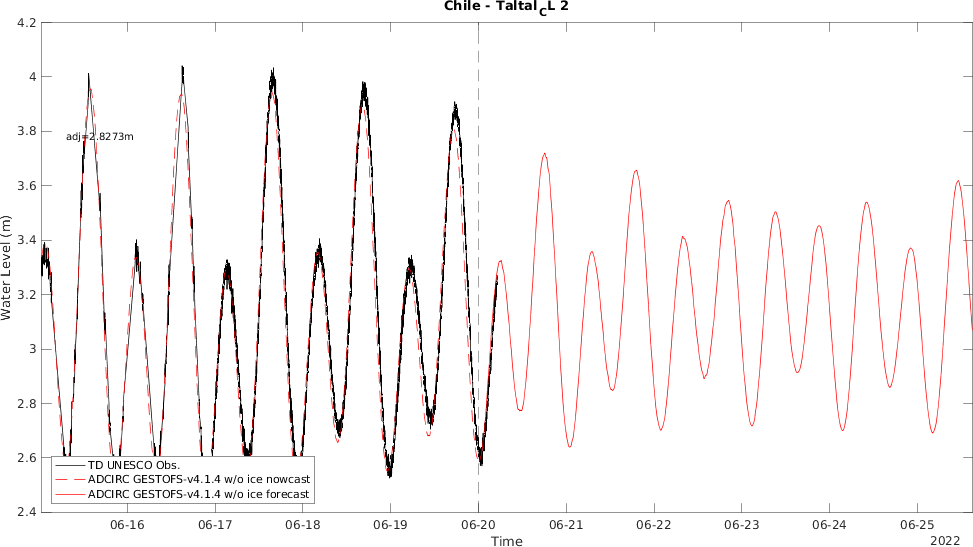 Chile - Taltal_CL 2
4.2
4
3.8
3.6
3.4
3.2
3
2.8
2.6
2.4
Water Level (m)
adj=2.8273m
TD UNESCO Obs.
ADCIRC GESTOFS-v4.1.4 w/o ice nowcast
ADCIRC GESTOFS-v4.1.4 w/o ice forecast
06-16 06-17 06-18 06-19 06-20 06-21 06-22 06-23 06-24 06-25
Time
2022